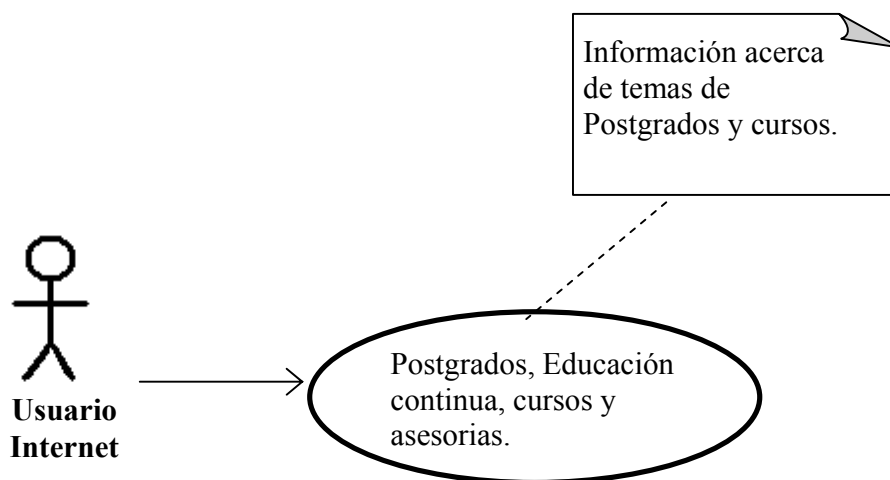 Información acerca
de temas de
Postgrados y cursos.
Postgrados, Educación
continua, cursos y
asesorias.
Usuario
Internet